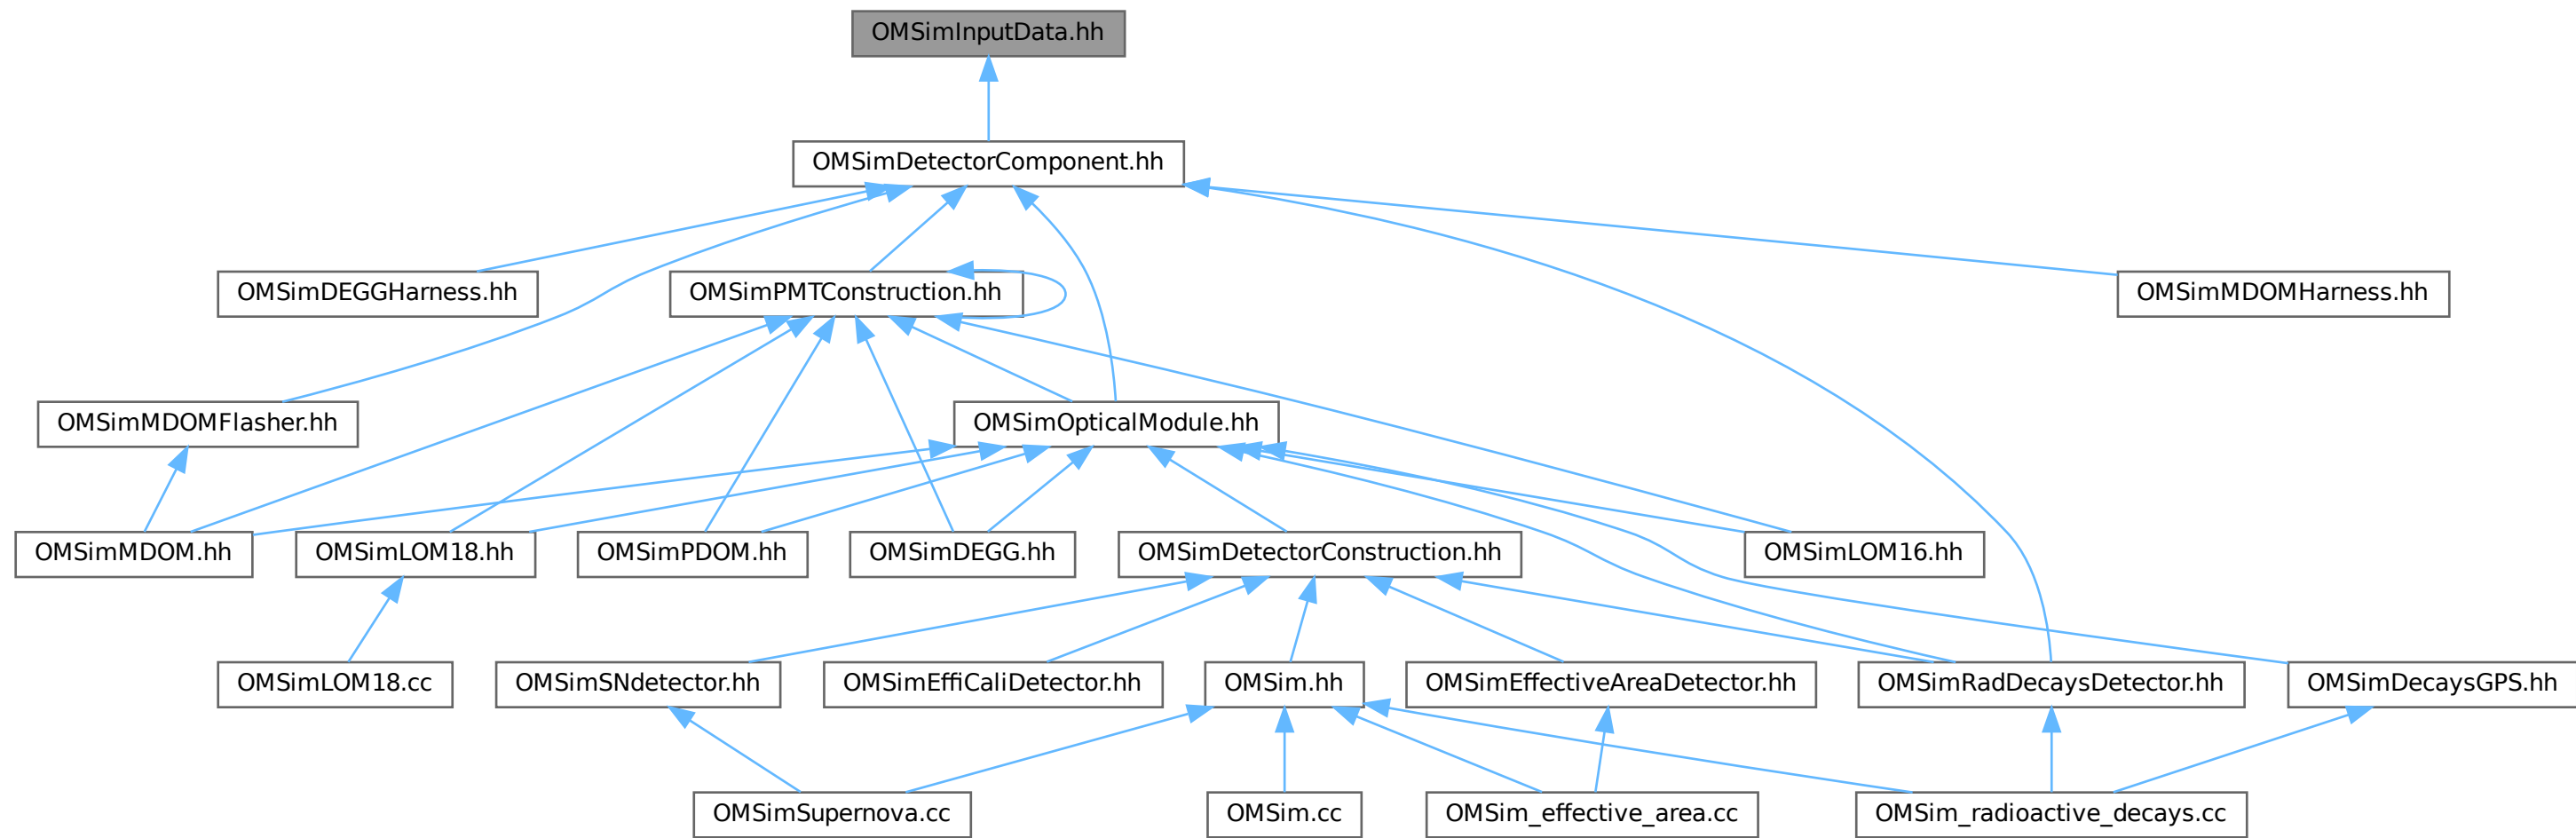 OMSimInputData.hh
OMSimDetectorComponent.hh
OMSimDEGGHarness.hh
OMSimPMTConstruction.hh
OMSimMDOMHarness.hh
OMSimMDOMFlasher.hh
OMSimOpticalModule.hh
OMSimMDOM.hh
OMSimLOM18.hh
OMSimPDOM.hh
OMSimDEGG.hh
OMSimDetectorConstruction.hh
OMSimLOM16.hh
OMSimLOM18.cc
OMSimSNdetector.hh
OMSimEffiCaliDetector.hh
OMSim.hh
OMSimEffectiveAreaDetector.hh
OMSimRadDecaysDetector.hh
OMSimDecaysGPS.hh
OMSimSupernova.cc
OMSim.cc
OMSim_effective_area.cc
OMSim_radioactive_decays.cc